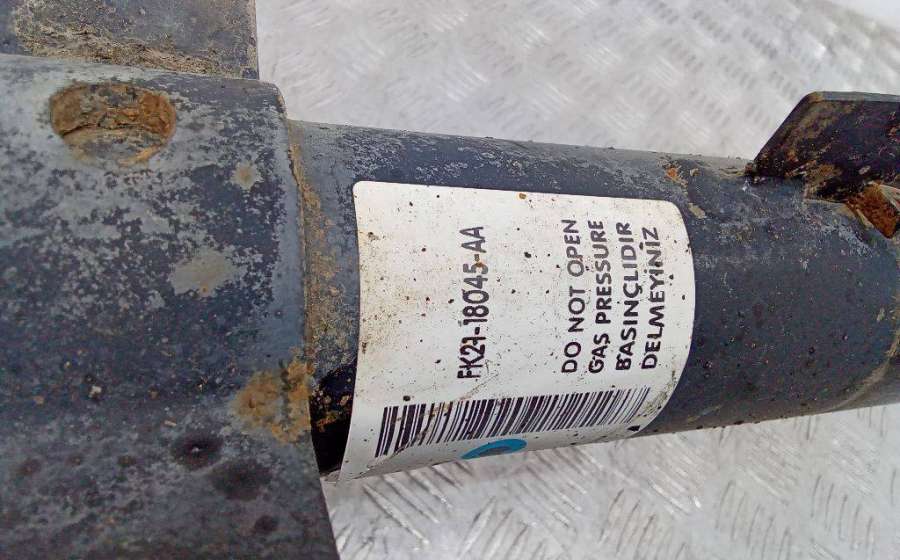 FK21-18045-AA
DO NOT OPEN
GAS PRESSURE
BASINÇLIDIR
DELMEYİNİZ